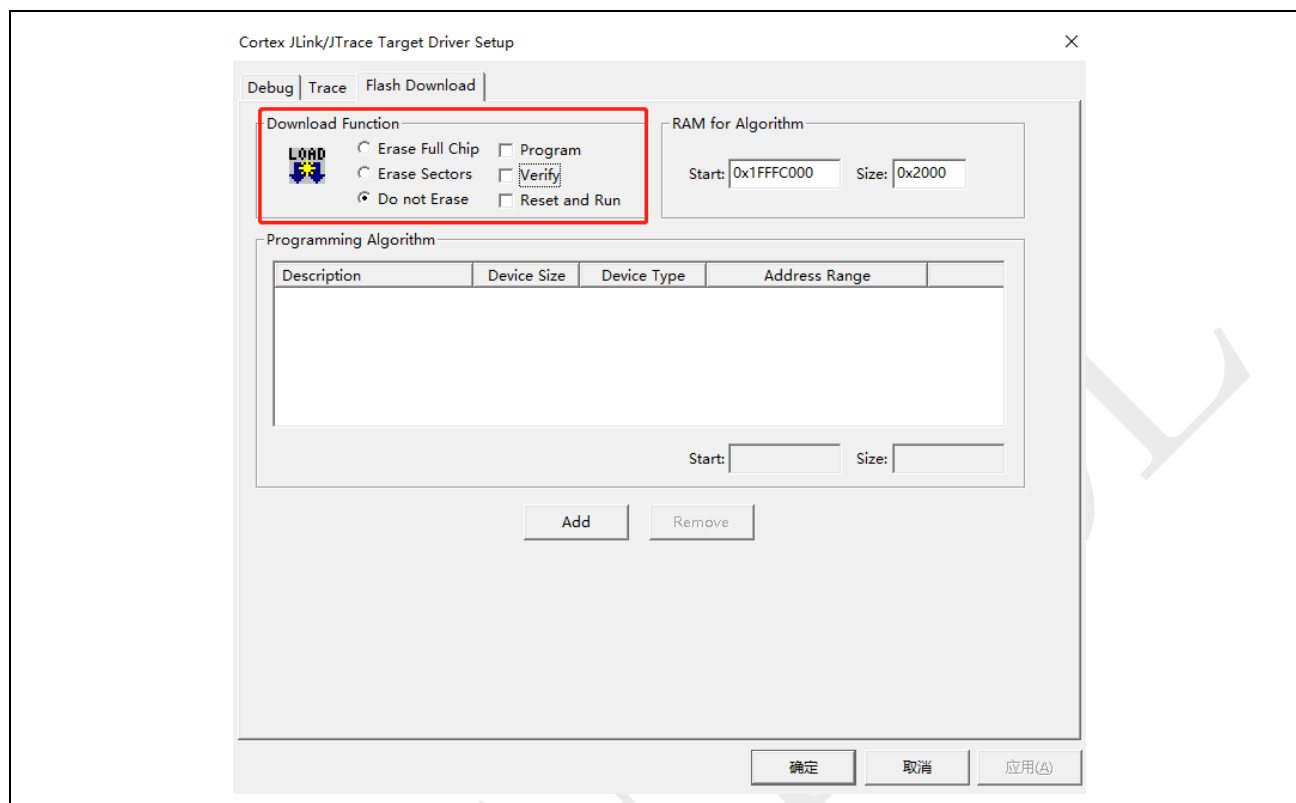 Cortex JLink/JTrace Target Driver Setup
Debug Trace Flash Download
Download Function
LOAD
Erase Full Chip Program
Erase Sectors Verify
Do not Erase Reset and Run
RAM for Algorithm
Start: 0x1FFFC000 Size: 0x2000
Programming Algorithm
Description Device Size Device Type Address Range
Start: Size:
Add Remove
确定 取消 应用(A)